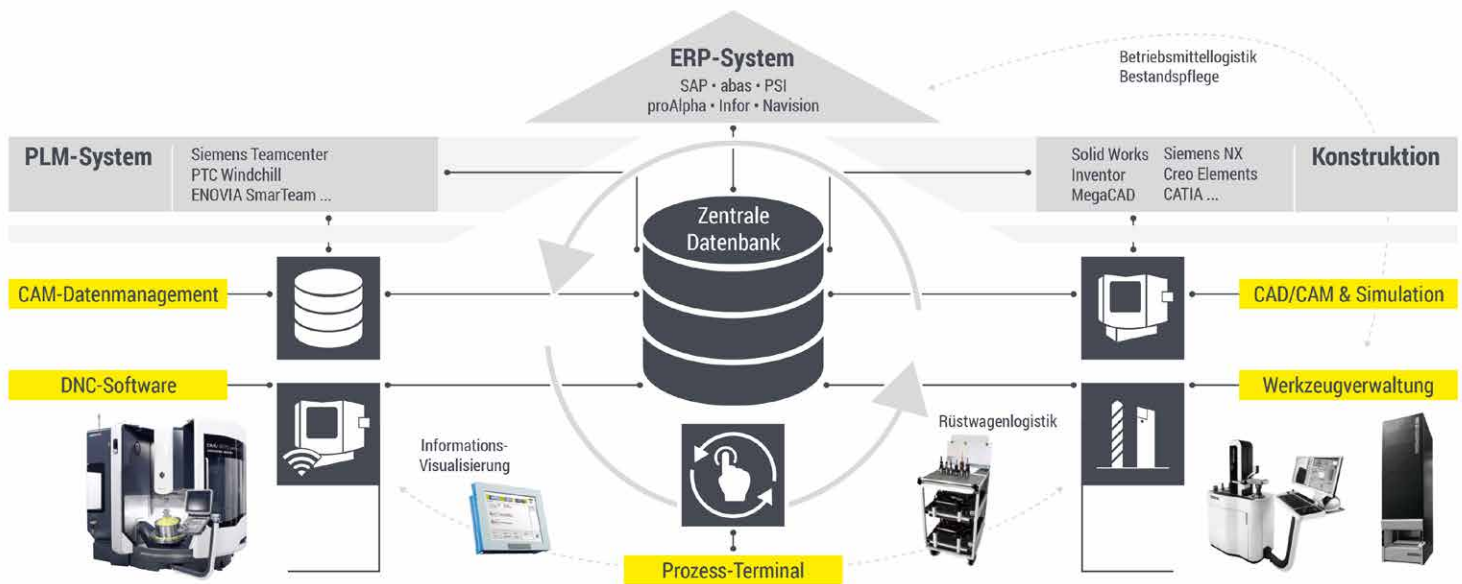 ERP-System
SAP • abas • PSI
proAlpha • Infor • Navision
Betriebsmittellogistik
Bestandspflege
PLM-System
Siemens Teamcenter
PTC Windchill
ENOVIA SmarTeam ...
Solid Works
Inventor
MegaCAD
Siemens NX
Creo Elements
CATIA ...
Konstruktion
Zentrale
Datenbank
CAM-Datenmanagement
CAD/CAM & Simulation
DNC-Software
Werkzeugverwaltung
Informations-
Visualisierung
Rüstwagenlogistik
Prozess-Terminal